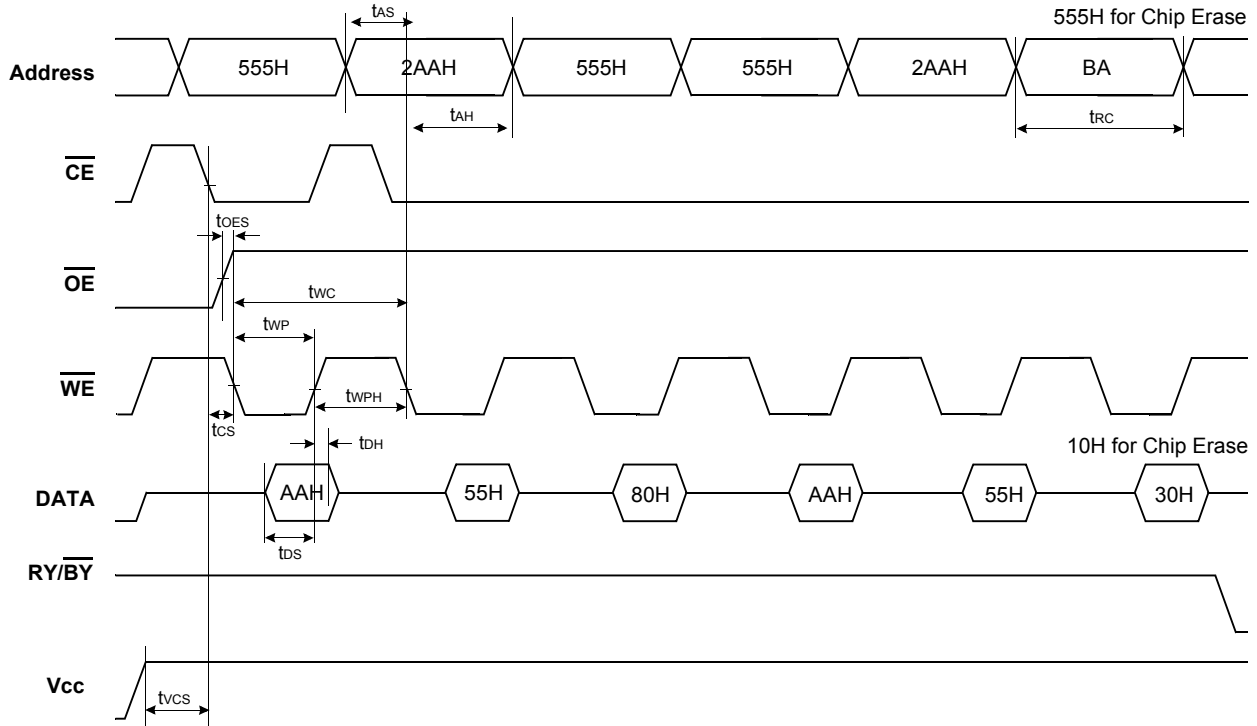 tAS
555H for Chip Erase
Address
555H
2AAH
555H
555H
2AAH
BA
tAH
tRC
CE
tOES
OE
tWC
tWP
WE
tWPH
tCS
tDH
10H for Chip Erase
DATA
AAH
55H
80H
AAH
55H
30H
tDS
RY/BY
Vcc
tVCS